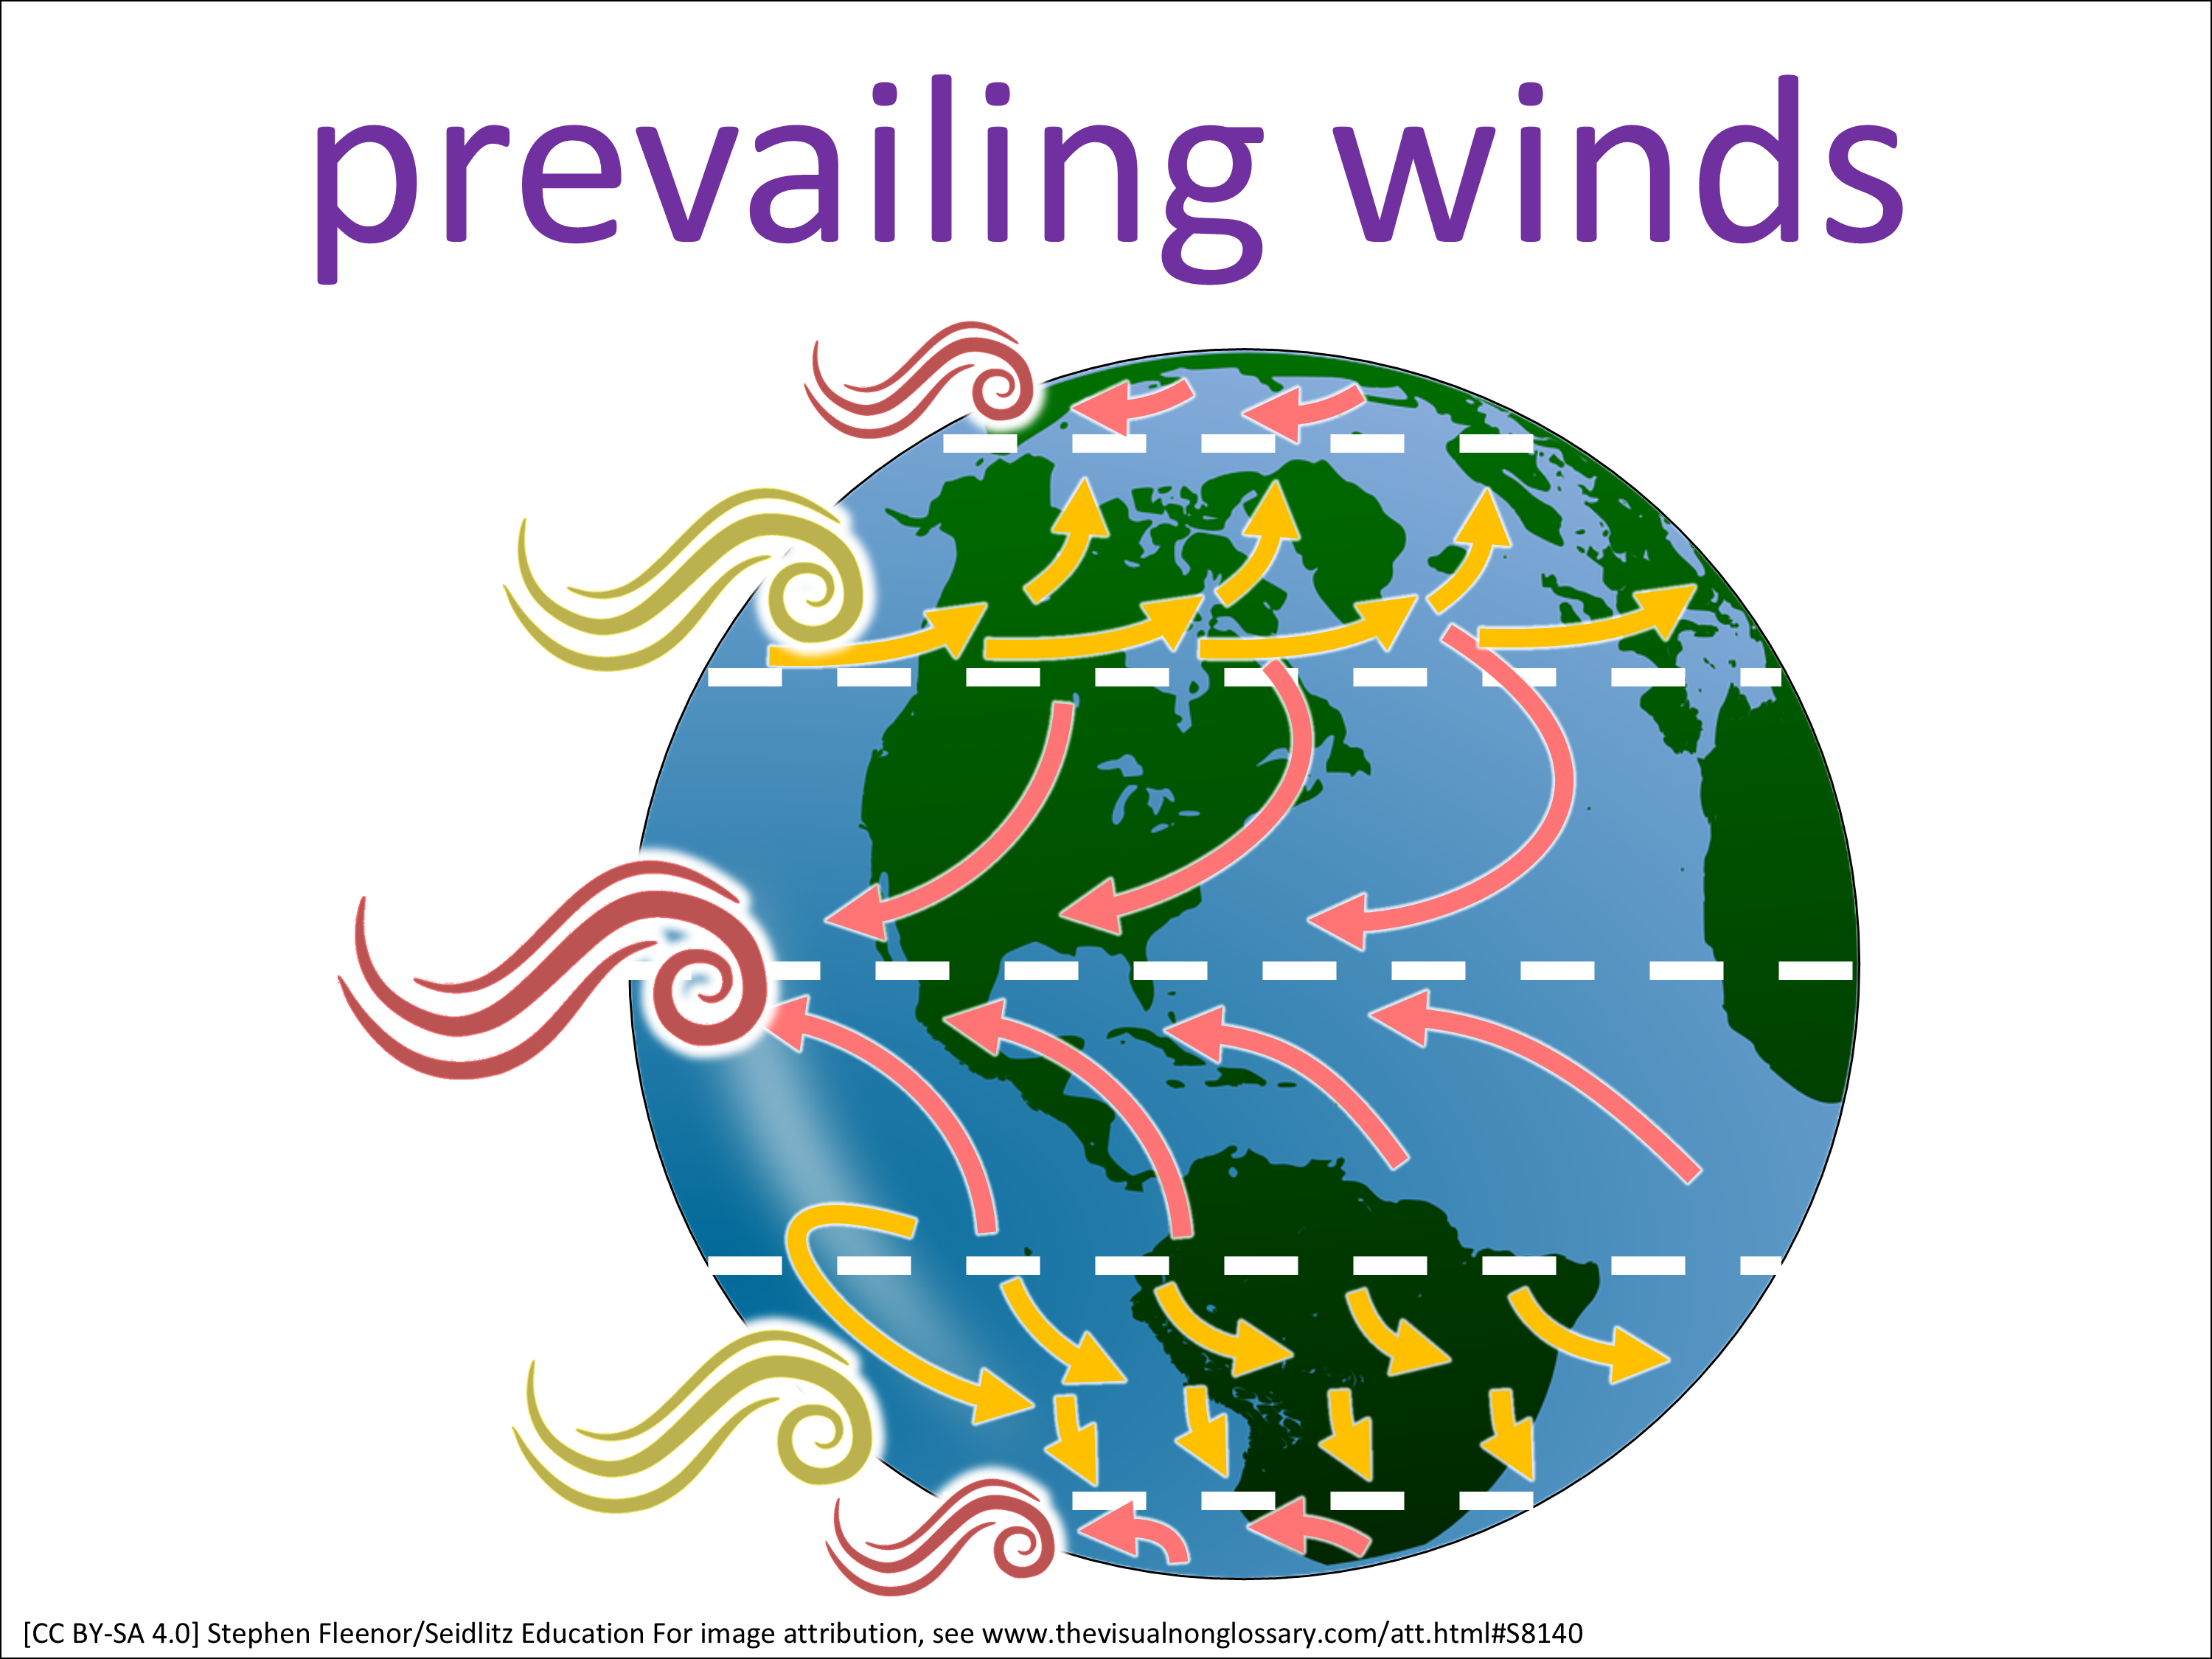 prevailing winds
[CC BY-SA 4.0] Stephen Fleenor/Seidlitz Education For image attribution, see www.thevisualnonglossary.com/att.html#S8140